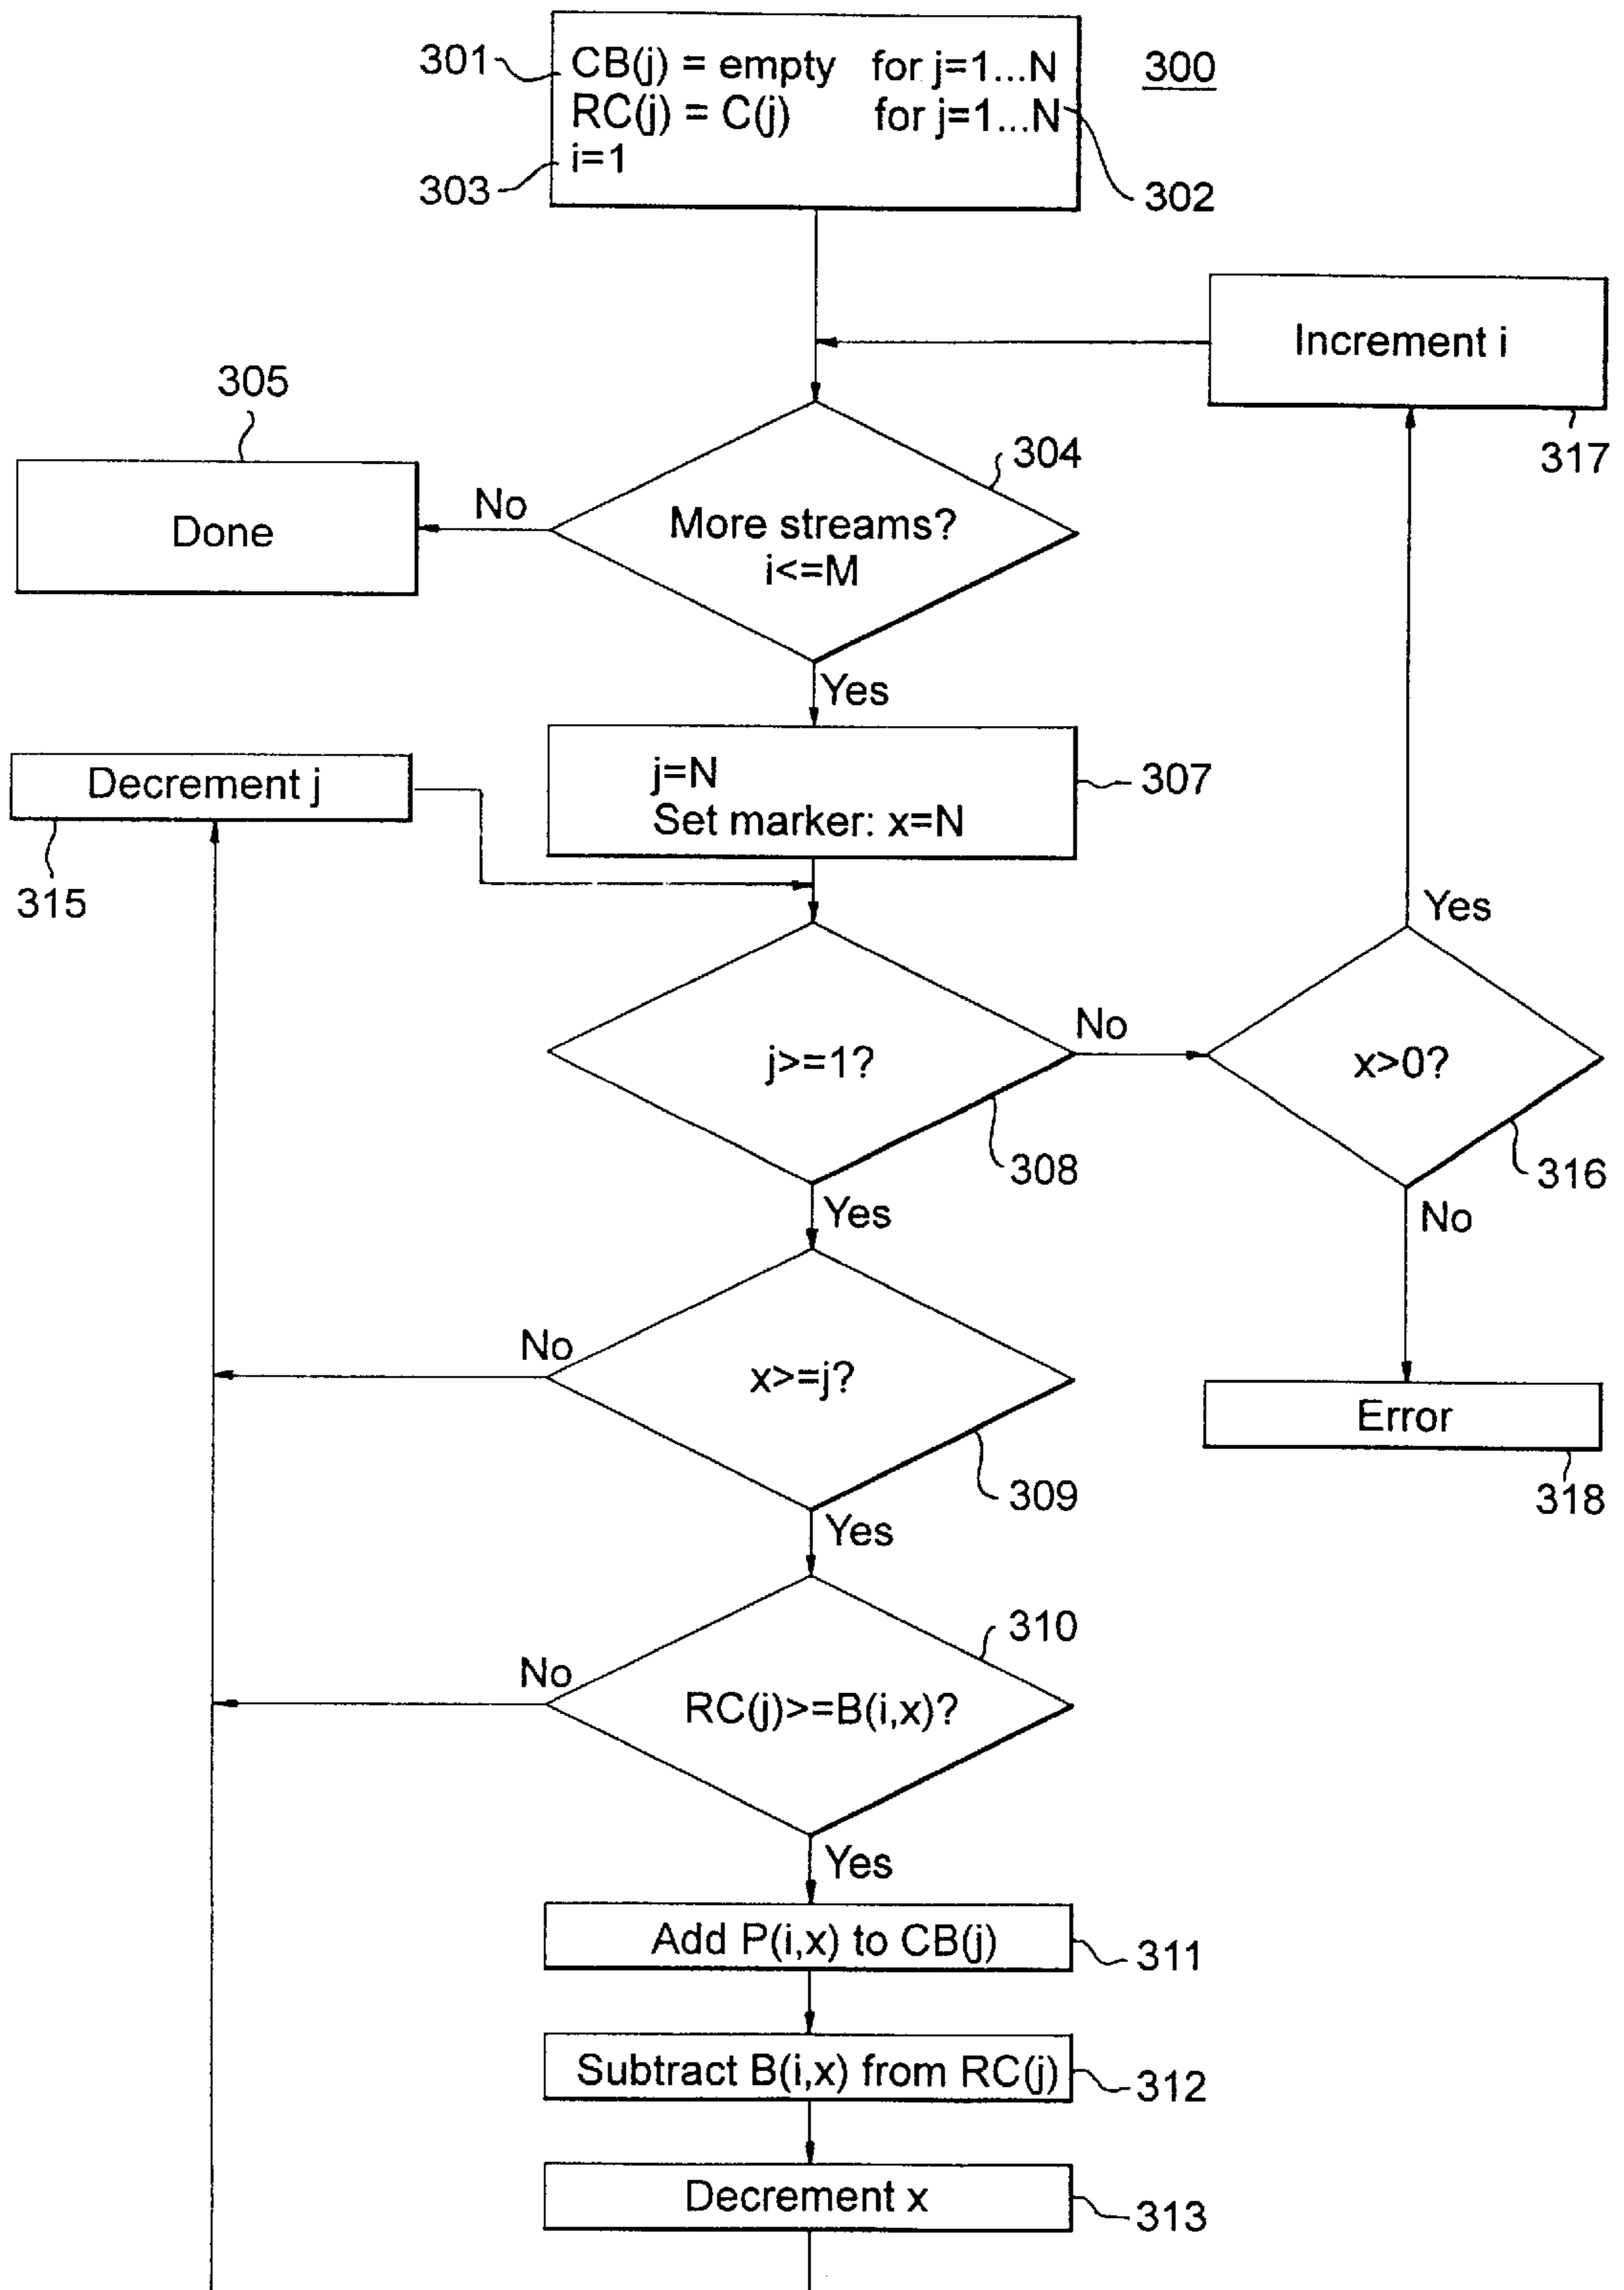 300
301
CB(j) = empty for j=1...N
RC(j) = C(j) for j=1...N
i=1
303
302
Increment i
317
305
Done
No
304
More streams?
i<=M
Yes
Decrement j
315
j=N
Set marker: x=N
307
j>=1?
No
308
Yes
x>0?
Yes
316
No
Error
318
x>=j?
No
309
Yes
310
RC(j)>=B(i,x)?
No
Yes
Add P(i,x) to CB(j)
311
Subtract B(i,x) from RC(j)
312
Decrement x
313